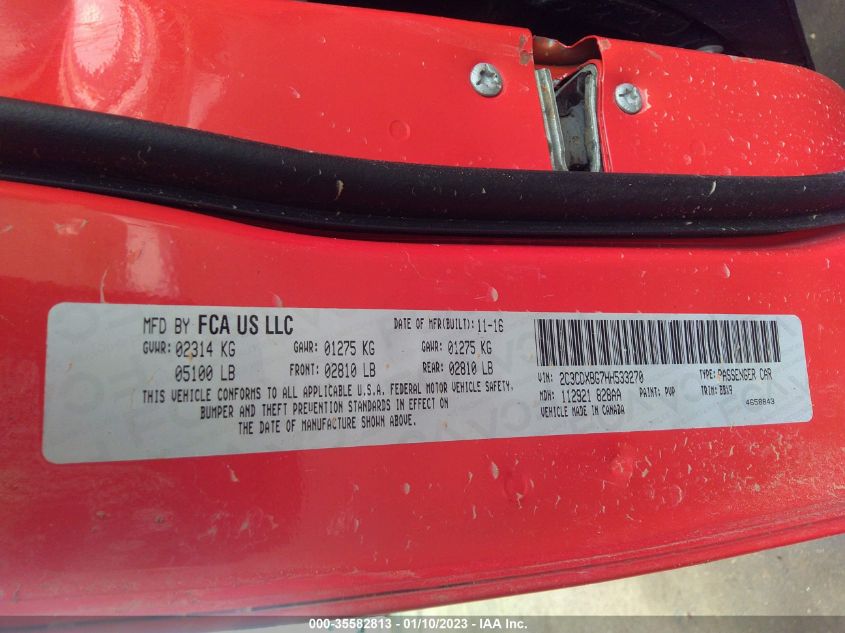 MFD BY FCA US LLC DATE OF MFR(BUILT): 11-16
GVWR: 02314 KG GAWR: 01275 KG GAWR: 01275 KG
05100 LB FRONT: 02810 LB REAR: 02810 LB
THIS VEHICLE CONFORMS TO ALL APPLICABLE U.S.A. FEDERAL MOTOR VEHICLE SAFETY,
BUMPER AND THEFT PREVENTION STANDARDS IN EFFECT ON
THE DATE OF MANUFACTURE SHOWN ABOVE.
VIN: 2C3CDXBG7HH533270 TYPE: PASSENGER CAR
MDH: 112921 828AA PAINT: PVP TRIM: BB19
VEHICLE MADE IN CANADA 4658843
000-35582813 - 01/10/2023 - IAA Inc.